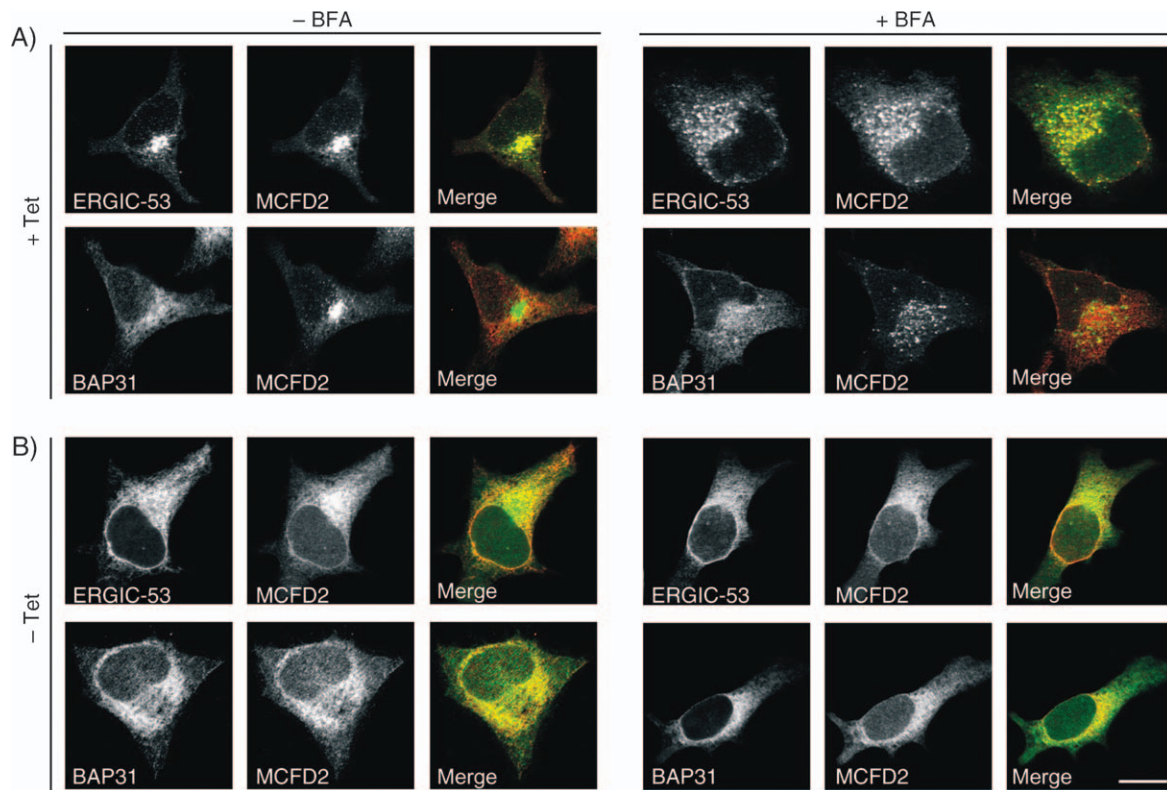 – BFA
+ BFA
A)
+ Tet
ERGIC-53
MCFD2
Merge
ERGIC-53
MCFD2
Merge
BAP31
MCFD2
Merge
BAP31
MCFD2
Merge
B)
– Tet
ERGIC-53
MCFD2
Merge
ERGIC-53
MCFD2
Merge
BAP31
MCFD2
Merge
BAP31
MCFD2
Merge